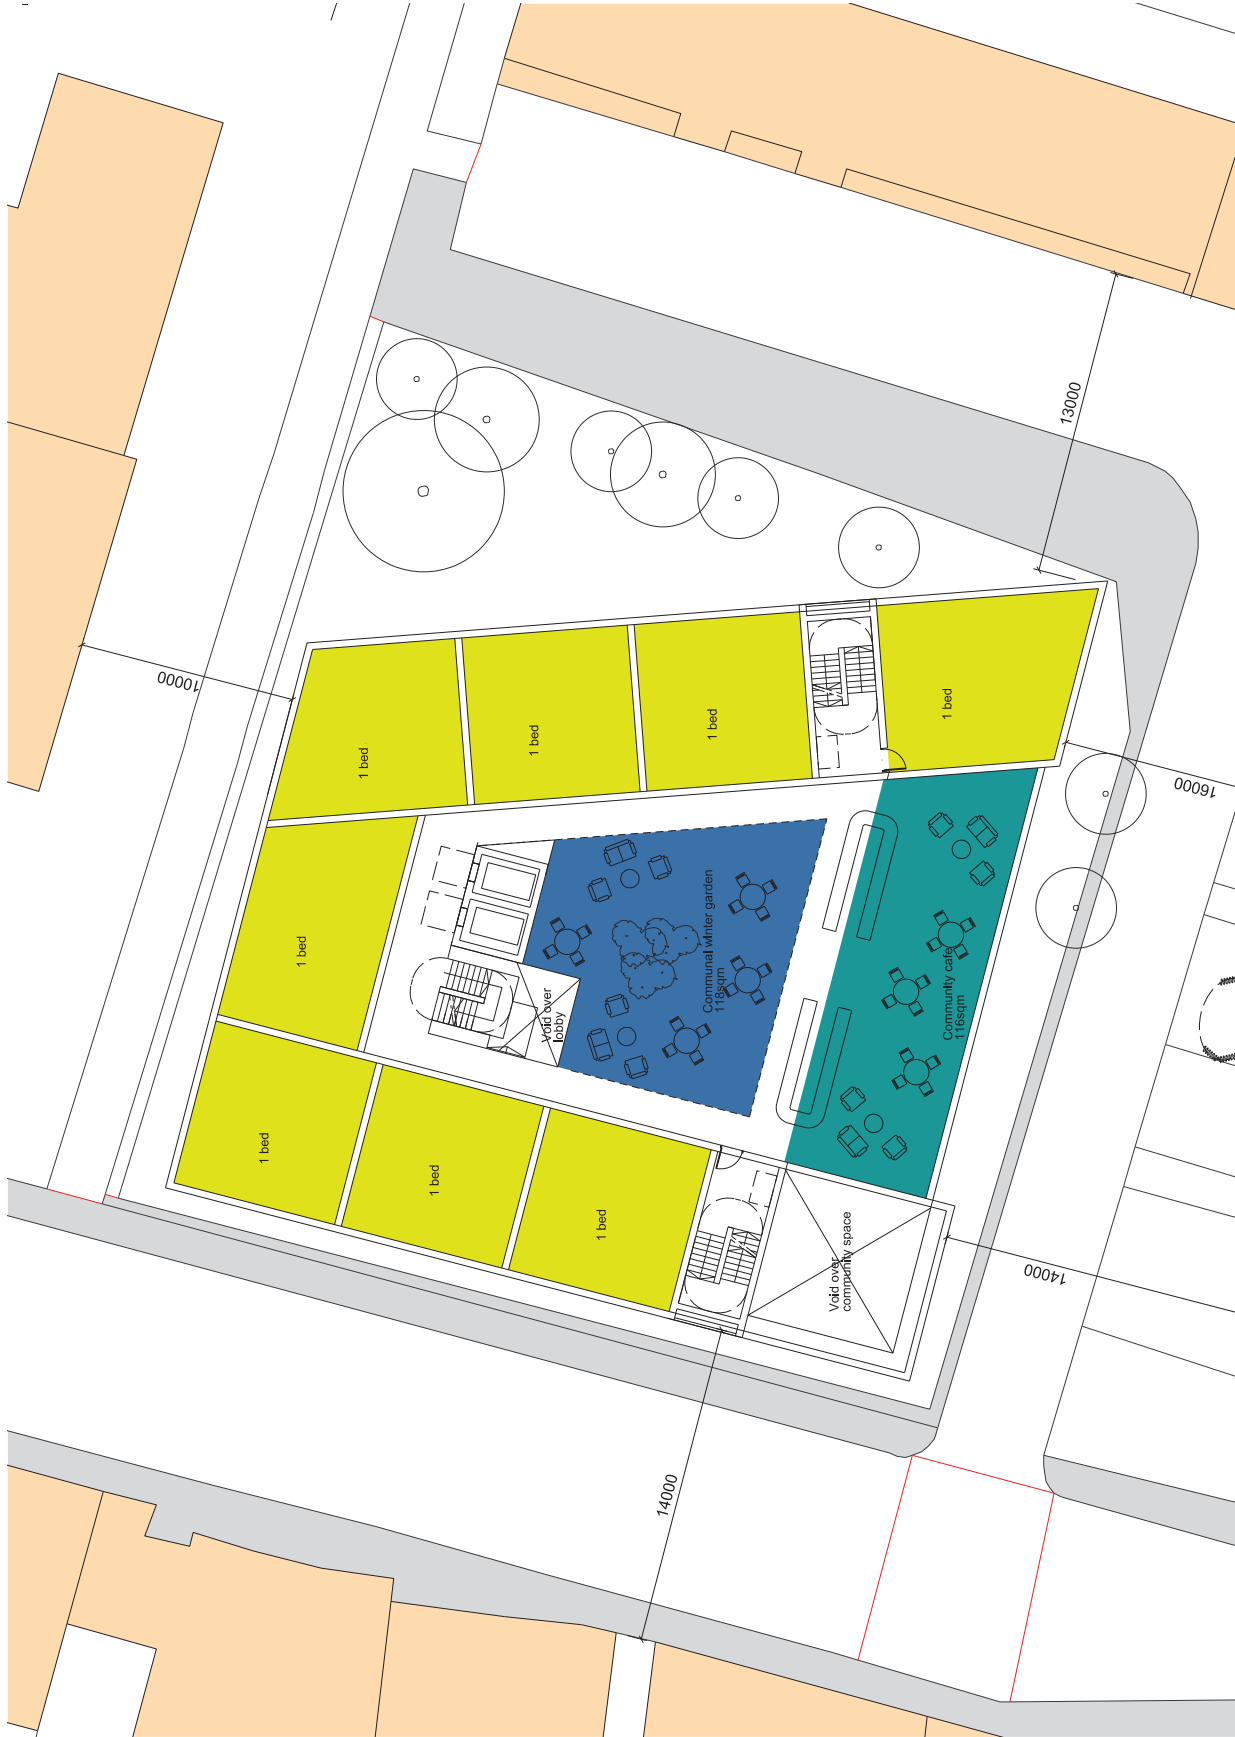 13000
10000
1 bed
1 bed
1 bed
1 bed
16000
1 bed
Communal winter garden
118sqm
Community cafe
116sqm
Void over
lobby
1 bed
1 bed
1 bed
Void over
community space
14000
14000